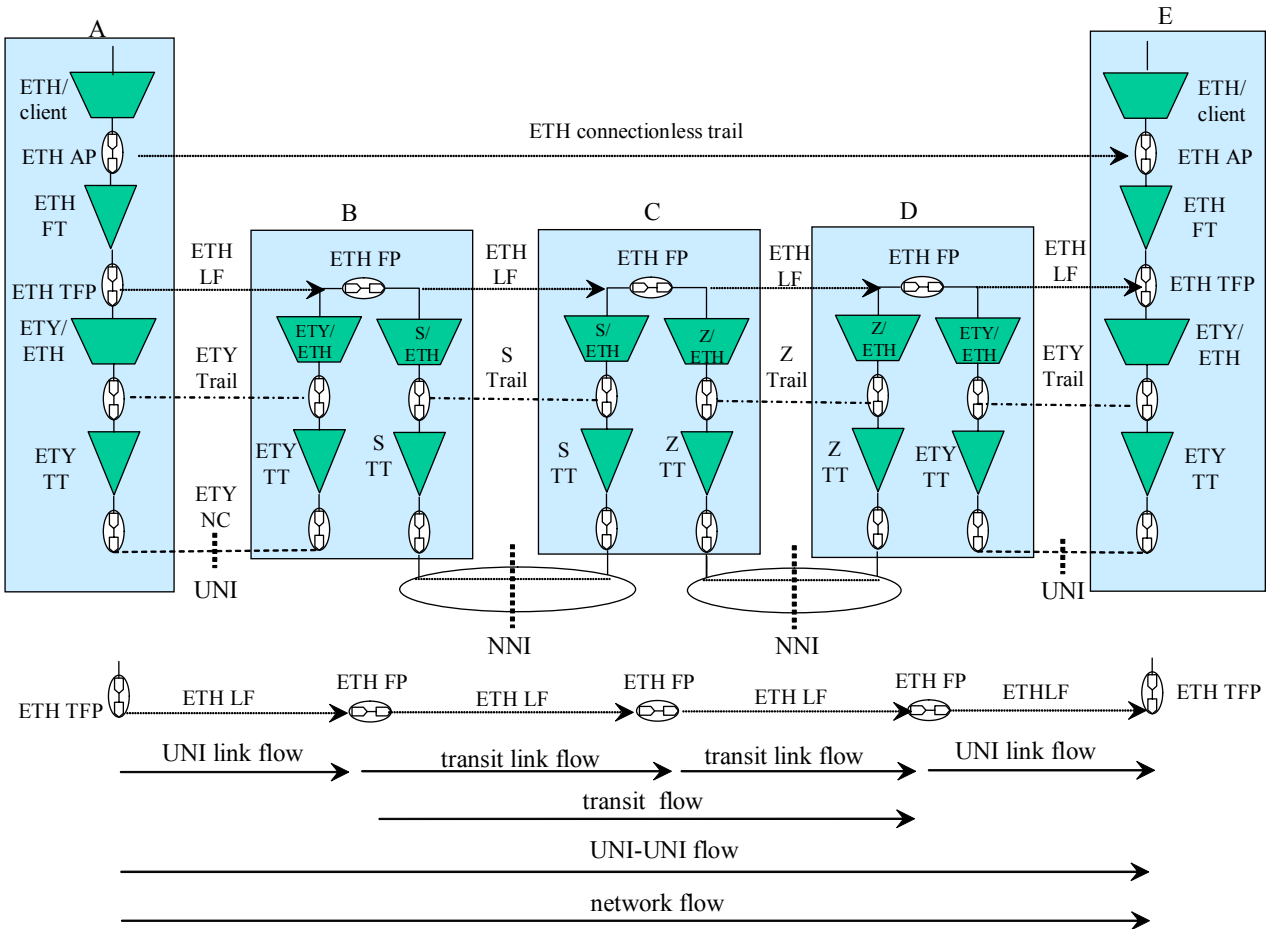 A
E
ETH/
client
ETH/
client
ETH connectionless trail
ETH AP
ETH AP
ETH
FT
ETH
FT
B
C
D
ETH
LF
ETH FP
ETH
LF
ETH FP
ETH
LF
ETH FP
ETH
LF
ETH TFP
ETH TFP
ETY/
ETH
ETY/
ETH
S/
ETH
S/
ETH
Z/
ETH
Z/
ETH
ETY/
ETH
ETY/
ETH
ETY
Trail
S
Trail
Z
Trail
ETY
Trail
ETY
TT
ETY
TT
S
TT
S
TT
Z
TT
Z
TT
ETY
TT
ETY
TT
ETY
NC
UNI
NNI
NNI
UNI
ETH TFP
ETH LF
ETH FP
ETH LF
ETH FP
ETH LF
ETH FP
ETHLF
ETH TFP
UNI link flow
transit link flow
transit link flow
UNI link flow
transit flow
UNI-UNI flow
network flow